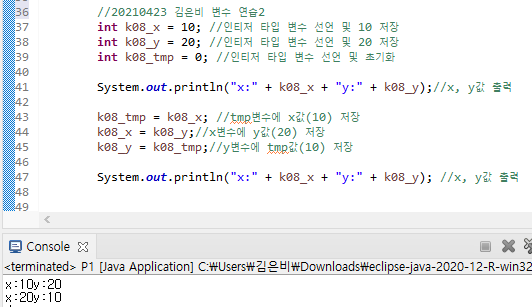 36 //20210423 김은비 변수 연습2
37 int k08_x = 10; //인티저 타입 변수 선언 및 10 저장
38 int k08_y = 20; //인티저 타입 변수 선언 및 20 저장
39 int k08_tmp = 0; //인티저 타입 변수 선언 및 초기화
40
41 System.out.println("x:" + k08_x + "y:" + k08_y);//x, y값 출력
42
43 k08_tmp = k08_x; //tmp변수에 x값(10) 저장
44 k08_x = k08_y;//x변수에 y값(20) 저장
45 k08_y = k08_tmp;//y변수에 tmp값(10) 저장
46
47 System.out.println("x:" + k08_x + "y:" + k08_y); //x, y값 출력
48
49
Console
<terminated> P1 [Java Application] C:₩Users₩김은비₩Downloads₩eclipse-java-2020-12-R-win32
x:10y:20
x:20y:10